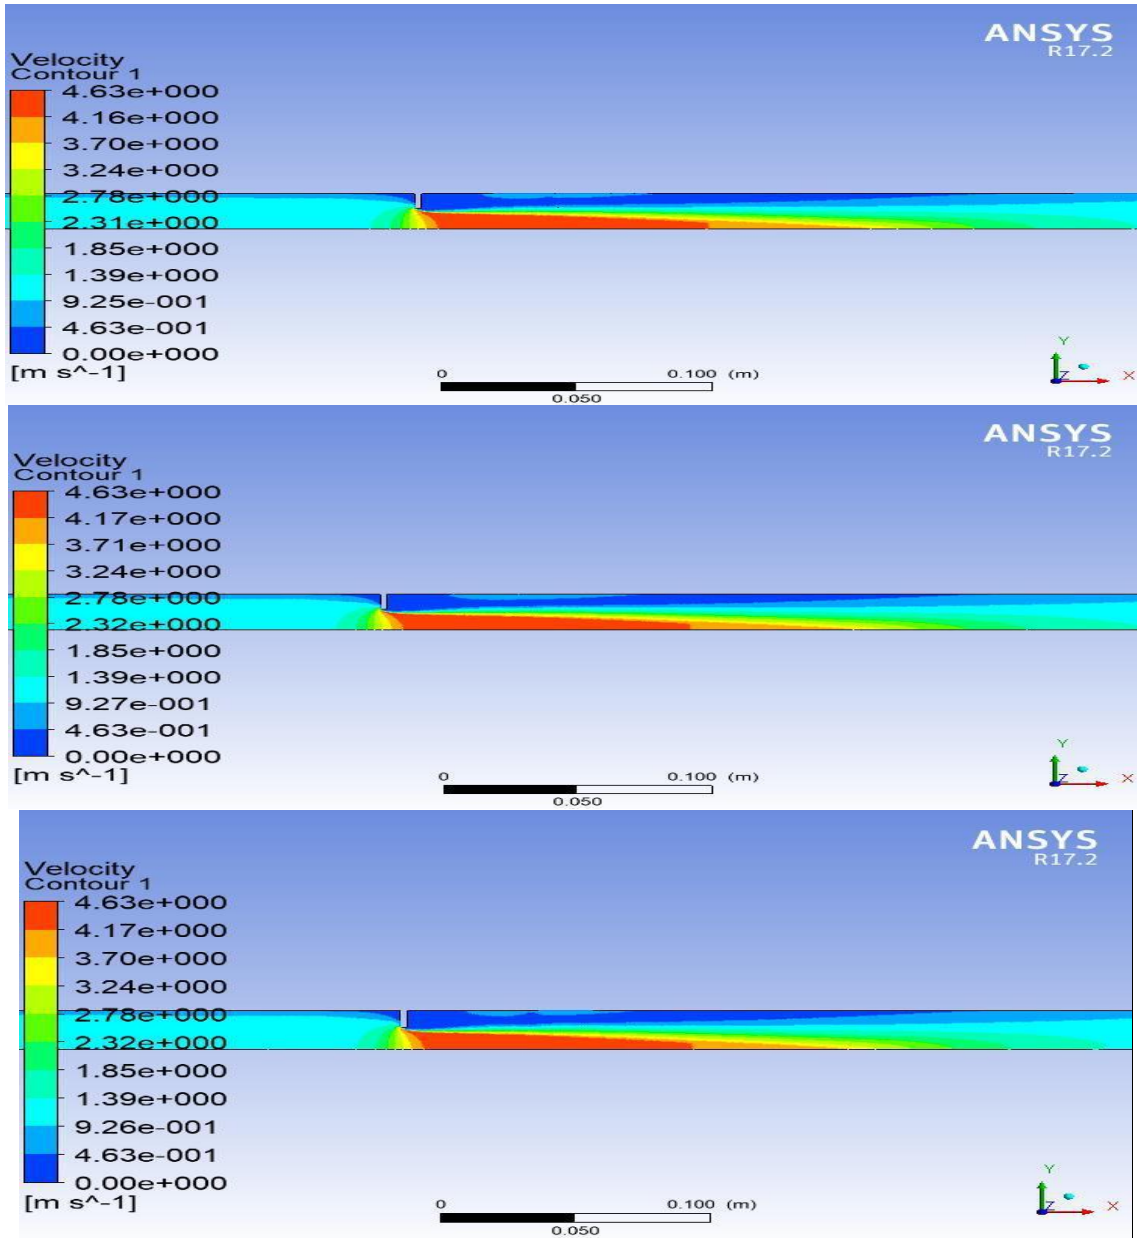 ANSYS
R17.2
Velocity
Contour 1
4.63e+000
4.16e+000
3.70e+000
3.24e+000
2.78e+000
2.31e+000
1.85e+000
1.39e+000
9.25e-001
4.63e-001
0.00e+000
[m s^-1]
0 0.100 (m)
0.050
Y
Z X
ANSYS
R17.2
Velocity
Contour 1
4.63e+000
4.17e+000
3.71e+000
3.24e+000
2.78e+000
2.32e+000
1.85e+000
1.39e+000
9.27e-001
4.63e-001
0.00e+000
[m s^-1]
0 0.100 (m)
0.050
Y
Z X
ANSYS
R17.2
Velocity
Contour 1
4.63e+000
4.17e+000
3.70e+000
3.24e+000
2.78e+000
2.32e+000
1.85e+000
1.39e+000
9.26e-001
4.63e-001
0.00e+000
[m s^-1]
0 0.100 (m)
0.050
Y
Z X